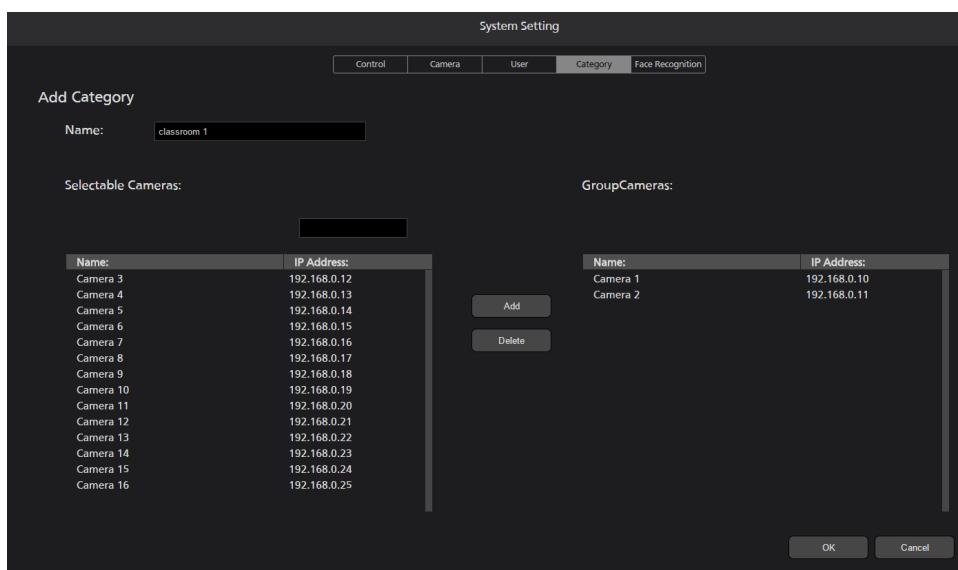 System Setting
Control Camera User Category Face Recognition
Add Category
Name: classroom 1
Selectable Cameras: GroupCameras:
Name: IP Address: Name: IP Address:
Camera 3 192.168.0.12 Camera 1 192.168.0.10
Camera 4 192.168.0.13 Camera 2 192.168.0.11
Camera 5 192.168.0.14
Add
Camera 6 192.168.0.15
Camera 7 192.168.0.16
Delete
Camera 8 192.168.0.17
Camera 9 192.168.0.18
Camera 10 192.168.0.19
Camera 11 192.168.0.20
Camera 12 192.168.0.21
Camera 13 192.168.0.22
Camera 14 192.168.0.23
Camera 15 192.168.0.24
Camera 16 192.168.0.25
OK Cancel